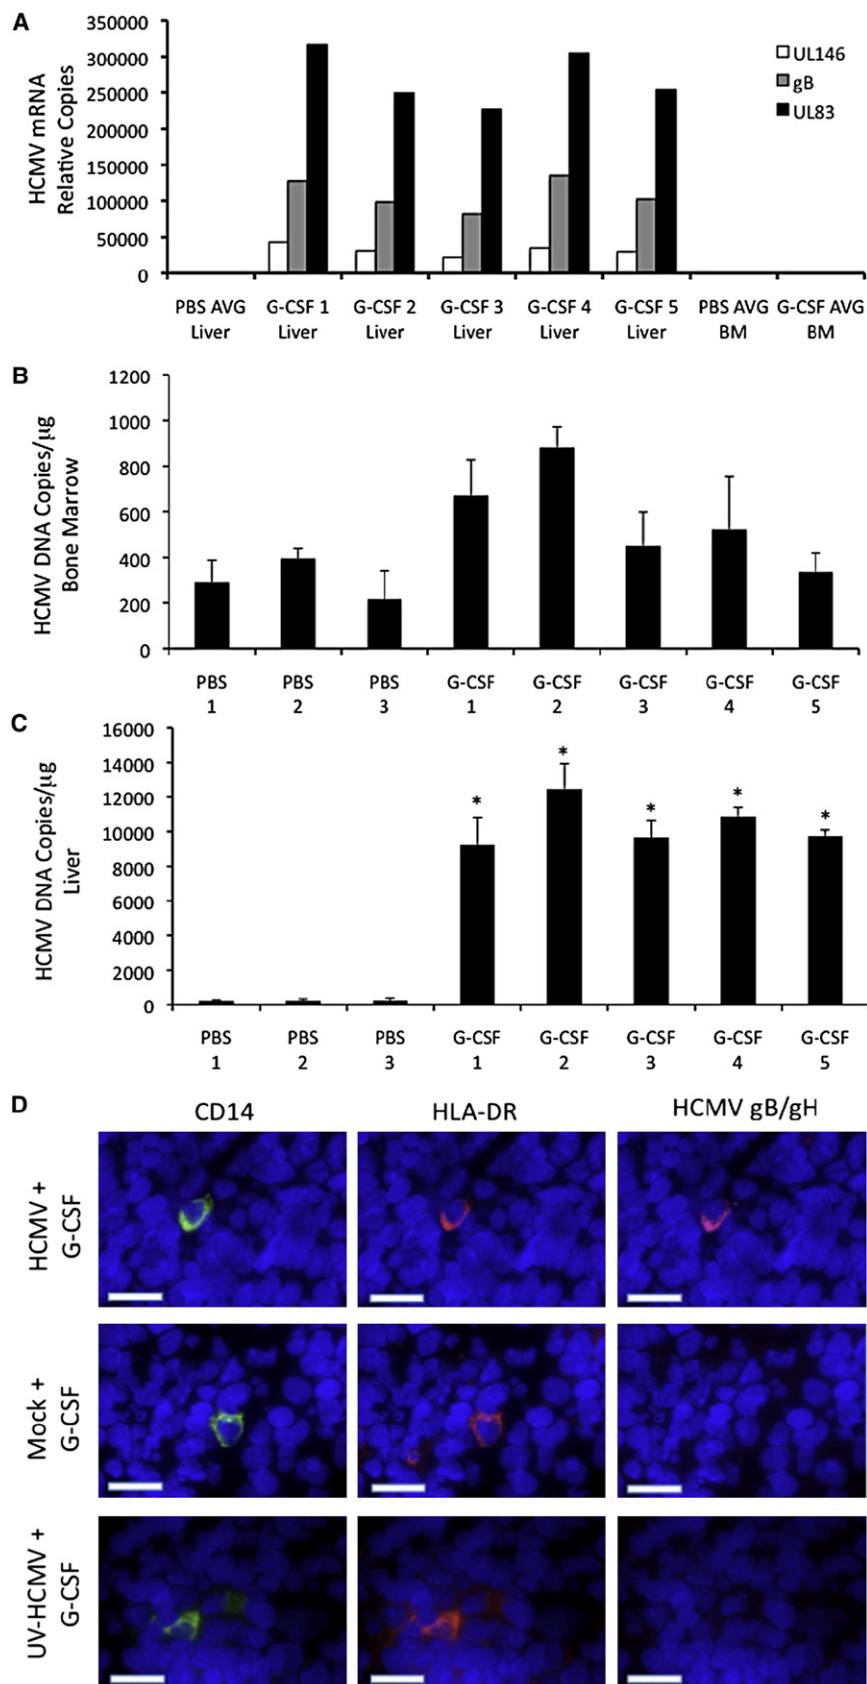 A
HCMV mRNA
Relative Copies
350000
300000
250000
200000
150000
100000
50000
0
UL146
gB
UL83
PBS AVG G-CSF 1 G-CSF 2 G-CSF 3 G-CSF 4 G-CSF 5 PBS AVG G-CSF AVG
Liver Liver Liver Liver Liver Liver BM BM
B
HCMV DNA Copies/µg
Bone Marrow
1200
1000
800
600
400
200
0
PBS PBS PBS G-CSF G-CSF G-CSF G-CSF G-CSF
1 2 3 1 2 3 4 5
C
HCMV DNA Copies/µg
Liver
16000
14000
12000
10000
8000
6000
4000
2000
0
* * * * *
PBS PBS PBS G-CSF G-CSF G-CSF G-CSF G-CSF
1 2 3 1 2 3 4 5
D
CD14 HLA-DR HCMV gB/gH
HCMV +
G-CSF
Mock +
G-CSF
UV-HCMV +
G-CSF